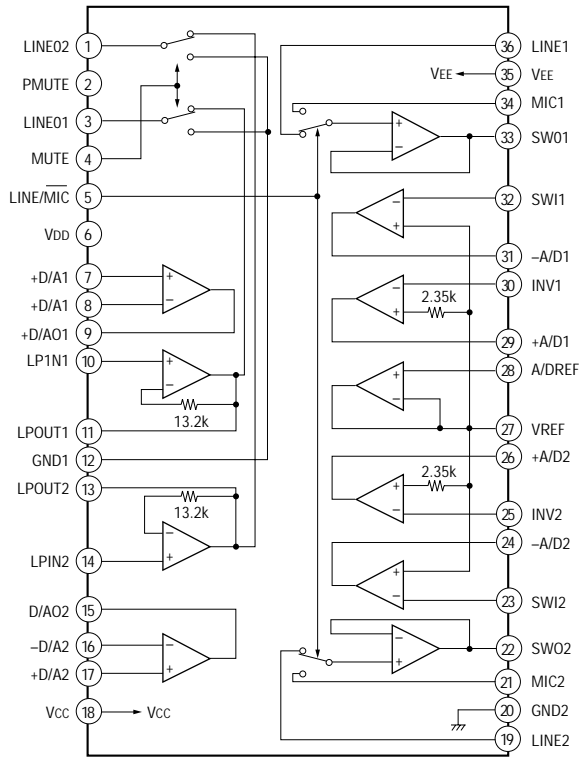 LINE02 1
PMUTE 2
LINE01 3
MUTE 4
LINE/MIC 5
VDD 6
+D/A1 7
+D/A1 8
+D/AO1 9
LP1N1 10
LPOUT1 11
GND1 12
LPOUT2 13
LPIN2 14
D/AO2 15
–D/A2 16
+D/A2 17
VCC 18 VCC
+
–
+
–
13.2k
13.2k
–
+
–
+
36 LINE1
VEE 35 VEE
34 MIC1
33 SW01
32 SWI1
31 –A/D1
30 INV1
29 +A/D1
28 A/DREF
27 VREF
26 +A/D2
25 INV2
24 –A/D2
23 SWI2
22 SWO2
21 MIC2
20 GND2
19 LINE2
+
–
–
+
–
2.35k
+
+
–
2.35k
+
–
+
–
–
+